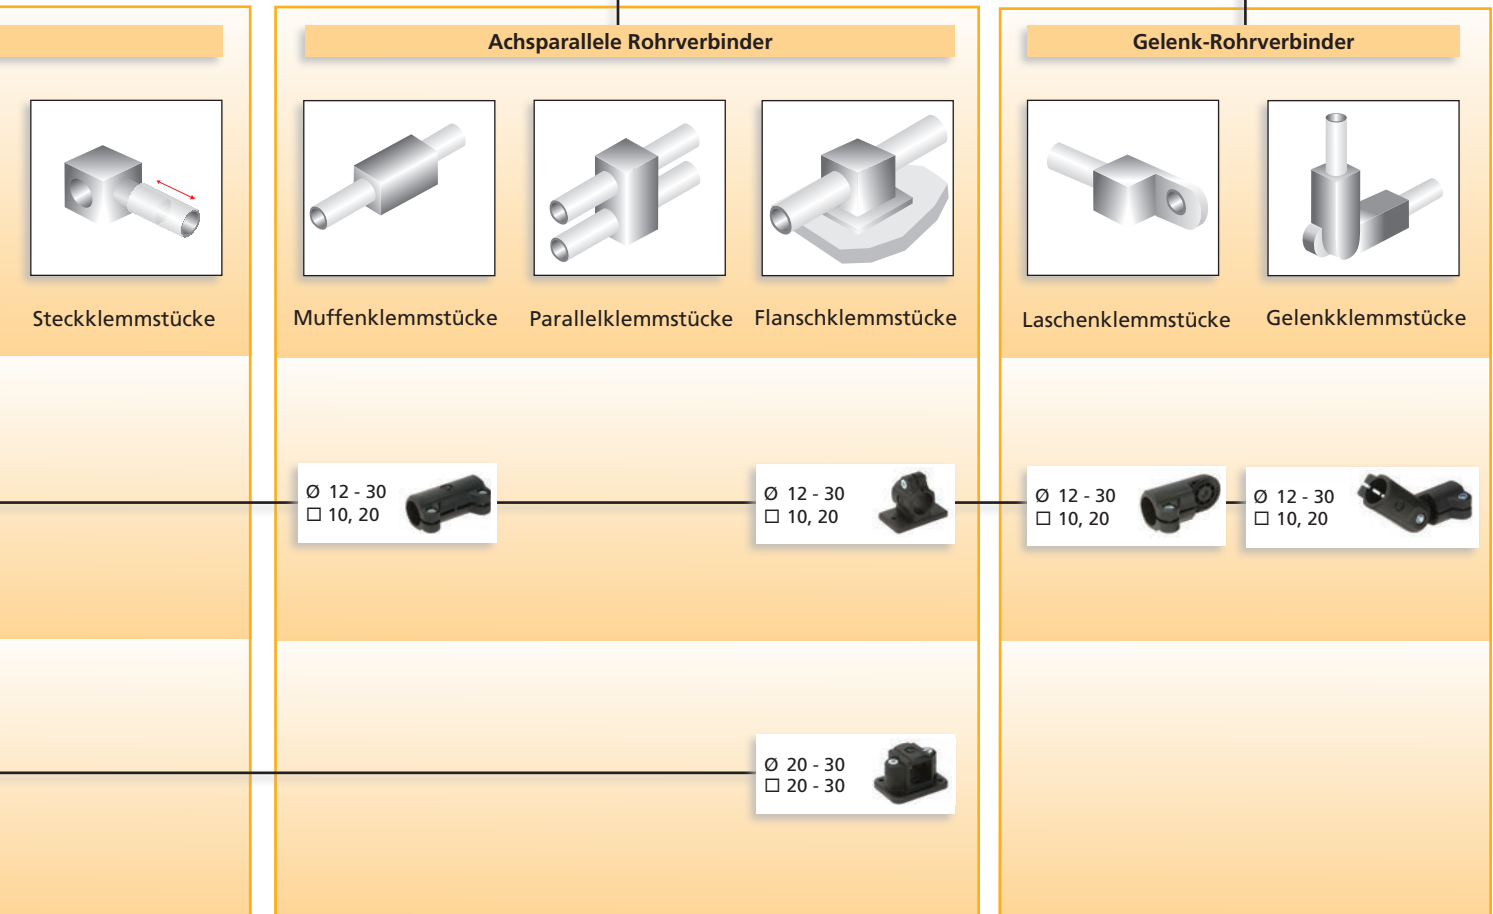 Achsparallele Rohrverbinder
Gelenk-Rohrverbinder
Steckklemmstücke
Muffenklemmstücke
Parallelklemmstücke
Flanschklemmstücke
Laschenklemmstücke
Gelenkklemmstücke
Ø 12 - 30
□ 10, 20
Ø 12 - 30
□ 10, 20
Ø 12 - 30
□ 10, 20
Ø 12 - 30
□ 10, 20
Ø 20 - 30
□ 20 - 30